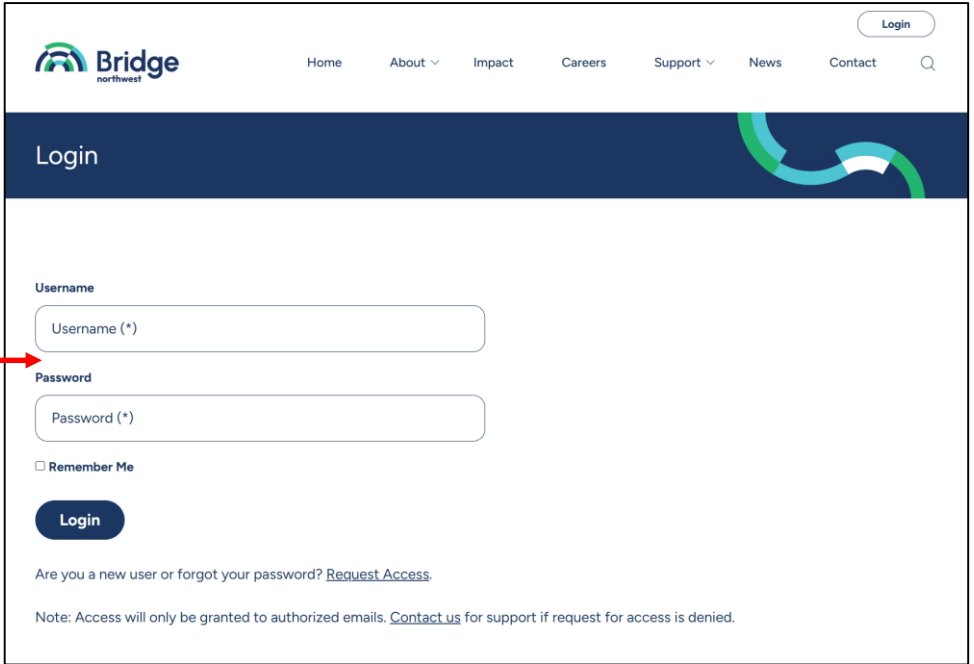 Login
Bridge
northwest
Home About Impact Careers Support News Contact
Login
Username
Username (*)
Password
Password (*)
Remember Me
Login
Are you a new user or forgot your password? Request Access.
Note: Access will only be granted to authorized emails. Contact us for support if request for access is denied.